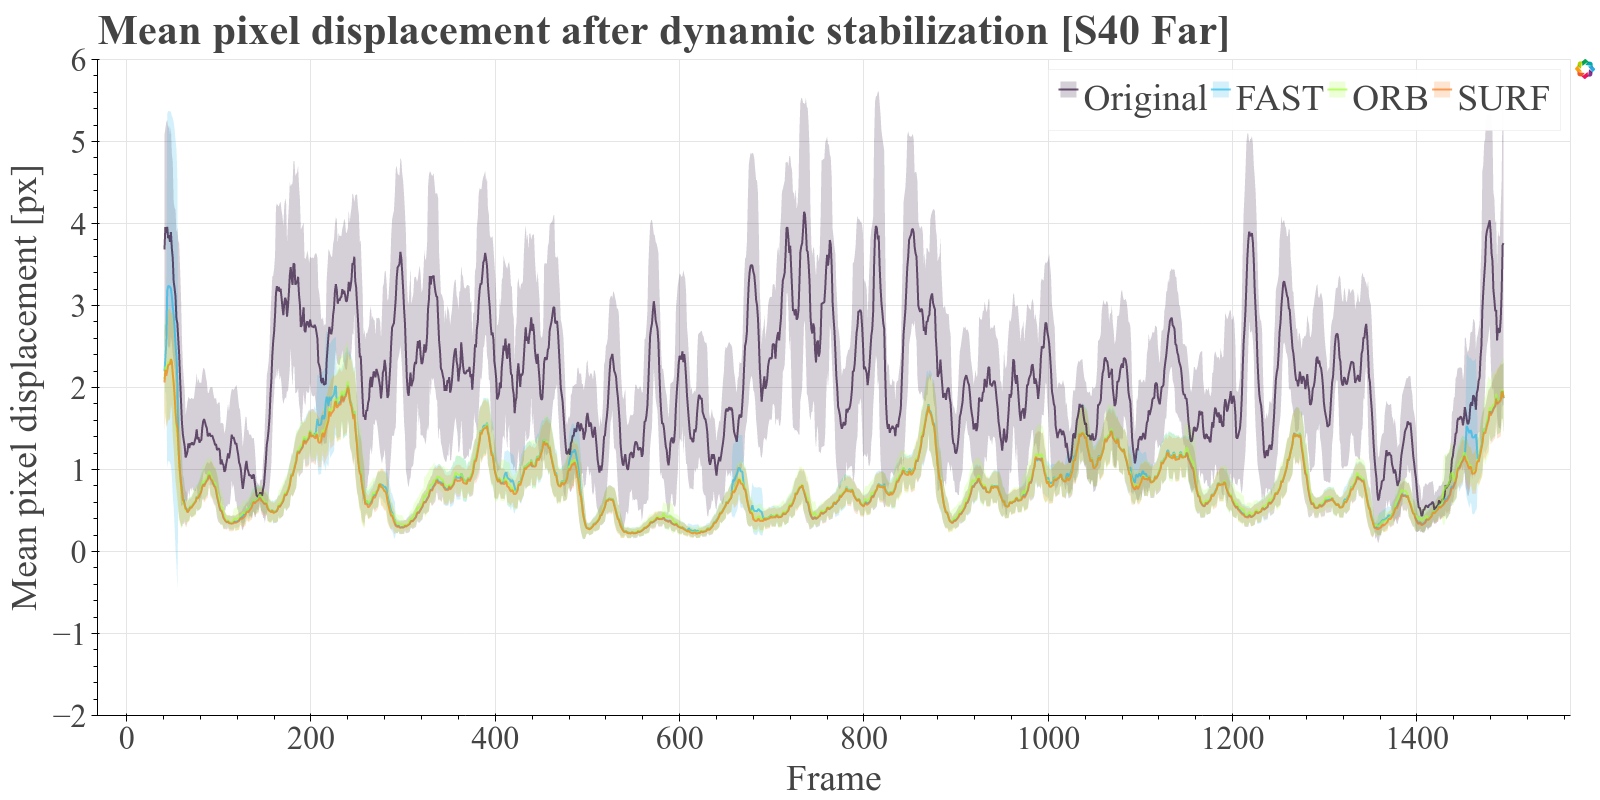 Mean pixel displacement after dynamic stabilization [S40 Far]
Original FAST ORB SURF
Mean pixel displacement [px]
6
5
4
3
2
1
0
−1
−2
0 200 400 600 800 1000 1200 1400
Frame